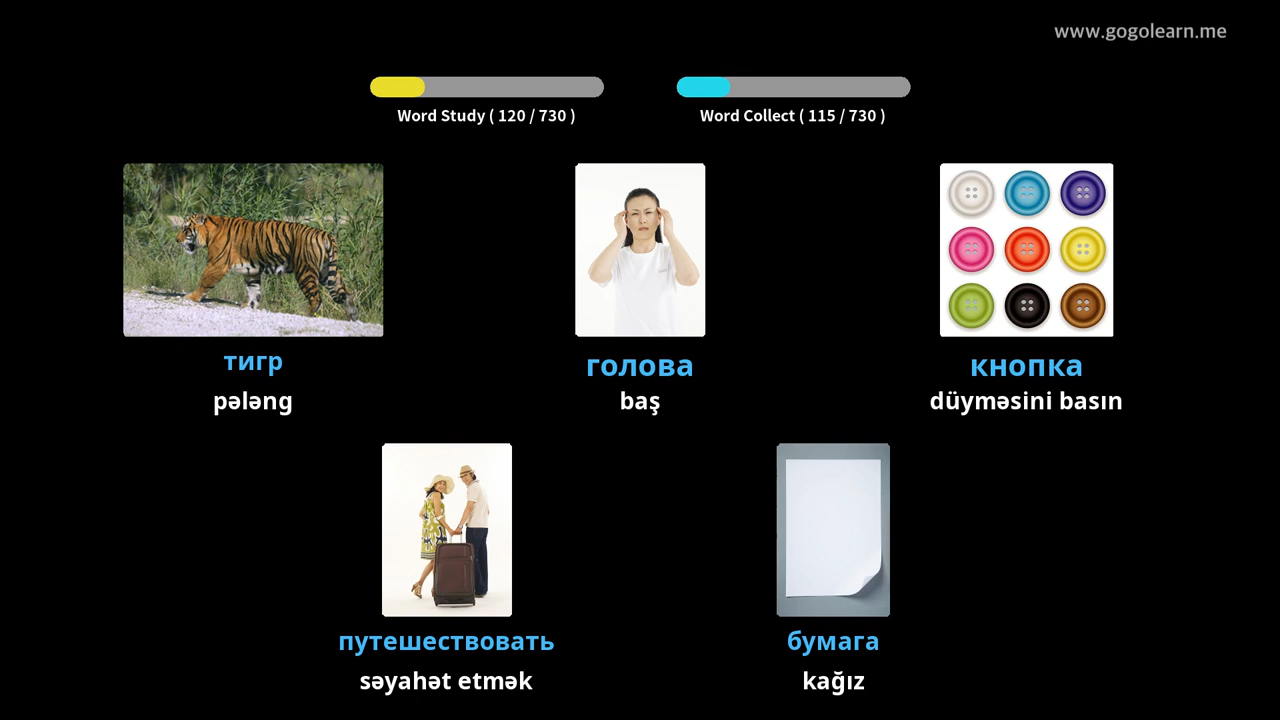 www.gogolearn.me
Word Study ( 120 / 730 )
Word Collect ( 115 / 730 )
тигр
pələng
голова
baş
кнопка
düyməsini basın
путешествовать
səyahət etmək
бумага
kağız